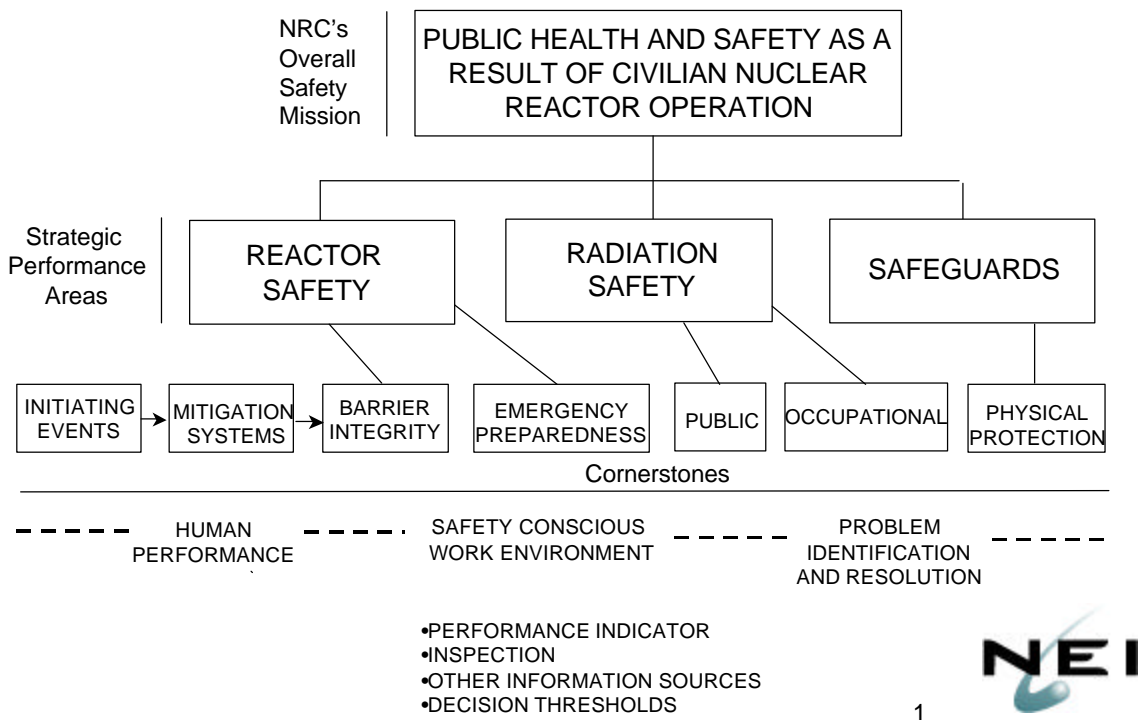 NRC's
Overall
Safety
Mission
PUBLIC HEALTH AND SAFETY AS A
RESULT OF CIVILIAN NUCLEAR
REACTOR OPERATION
Strategic
Performance
Areas
REACTOR
SAFETY
RADIATION
SAFETY
SAFEGUARDS
INITIATING
EVENTS
MITIGATION
SYSTEMS
BARRIER
INTEGRITY
EMERGENCY
PREPAREDNESS
PUBLIC
OCCUPATIONAL
PHYSICAL
PROTECTION
Cornerstones
HUMAN
PERFORMANCE
SAFETY CONSCIOUS
WORK ENVIRONMENT
PROBLEM
IDENTIFICATION
AND RESOLUTION
•PERFORMANCE INDICATOR
•INSPECTION
•OTHER INFORMATION SOURCES
•DECISION THRESHOLDS
1
NEI